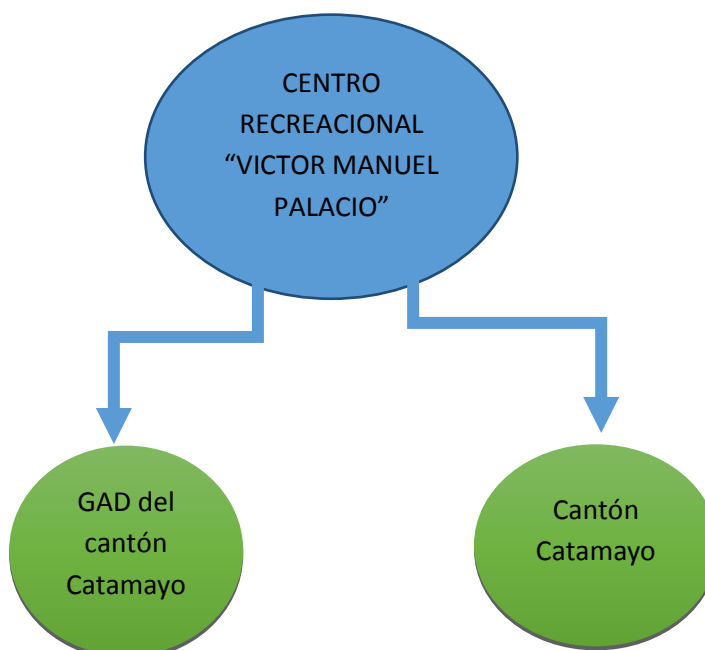 CENTRO
RECREACIONAL
“VICTOR MANUEL
PALACIO”
GAD del
cantón
Catamayo
Cantón
Catamayo